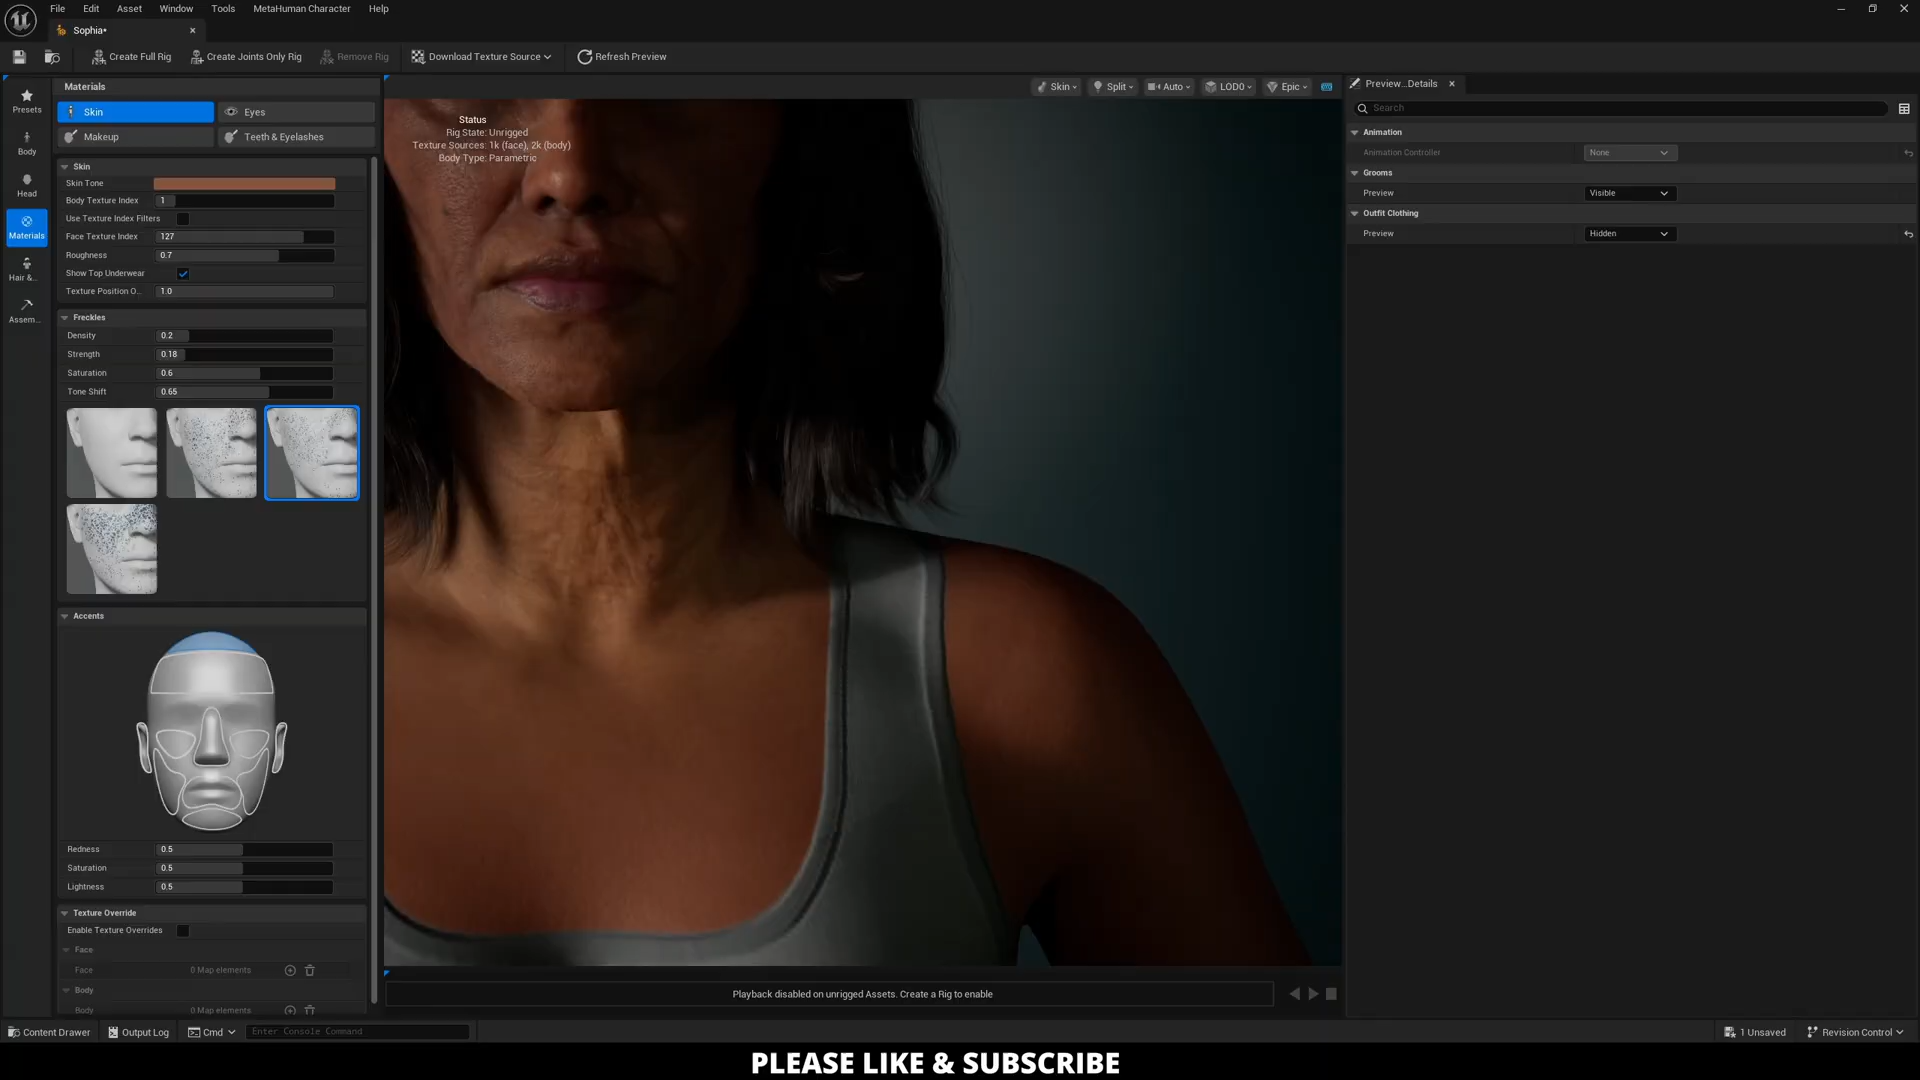 File Edit Asset Window Tools MetaHuman Character Help
Sophia•
Create Full Rig Create Joints Only Rig Remove Rig Download Texture Source Refresh Preview
Presets
Body
Head
Materials
Hair &...
Assem...
Materials
Skin Eyes
Makeup Teeth & Eyelashes
Skin
Skin Tone
Body Texture Index 1
Use Texture Index Filters
Face Texture Index 127
Roughness 0.7
Show Top Underwear
Texture Position O... 1.0
Freckles
Density 0.2
Strength 0.18
Saturation 0.6
Tone Shift 0.65
Accents
Redness 0.5
Saturation 0.5
Lightness 0.5
Texture Override
Enable Texture Overrides
Face
Face 0 Map elements
Body
Body 0 Map elements
Skin Split Auto LOD0 Epic
Status
Rig State: Unrigged
Texture Sources: 1k (face), 2k (body)
Body Type: Parametric
Playback disabled on unrigged Assets. Create a Rig to enable
Preview...Details
Search
Animation
Animation Controller None
Grooms
Preview Visible
Outfit Clothing
Preview Hidden
Content Drawer Output Log Cmd Enter Console Command 1 Unsaved Revision Control
PLEASE LIKE & SUBSCRIBE